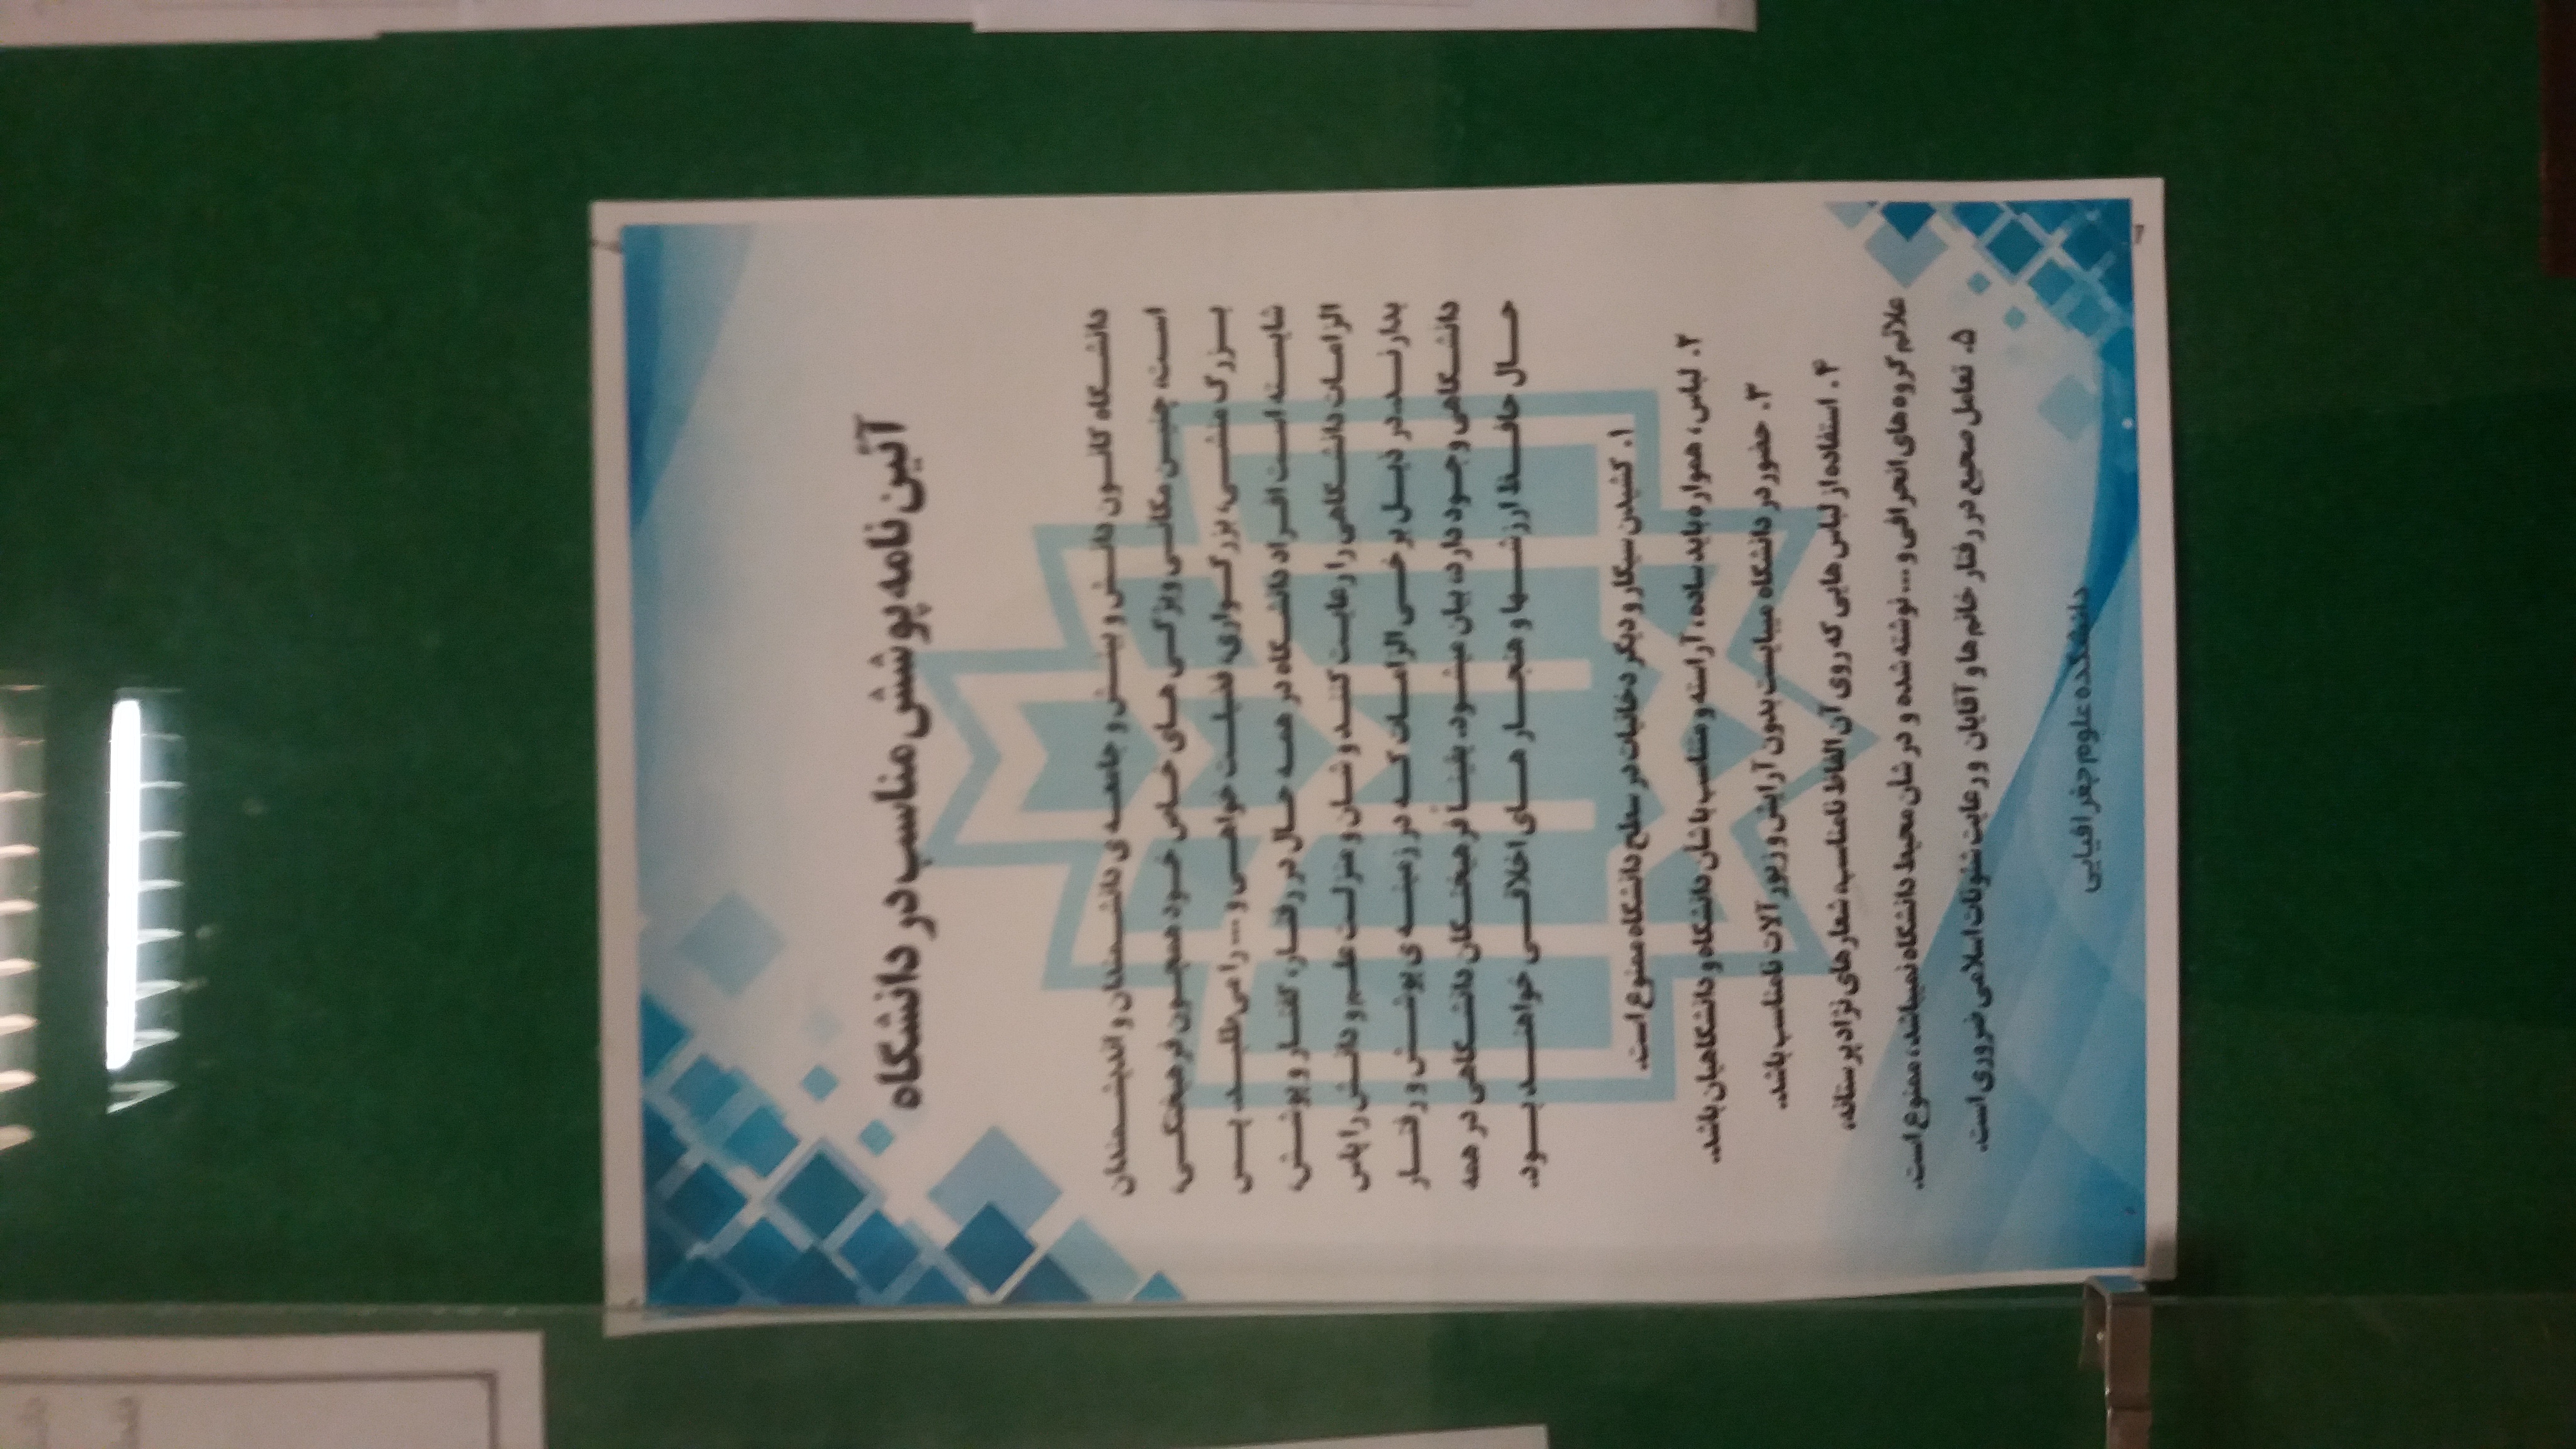 آئین نامه پوشش مناسب در دانشگاه
دانشگاه کانون دانش و بینش و جامعه ی دانشمندان و اندیشمندان
است، چنین مکانی ویژگی های خاص خود همچون فرهیختگی،
بزرگ منشی، بزرگواری، فضیلت خواهی و ... را می‌طلبد. پس
شایسته است افراد دانشگاه در همه حال در رفتار، گفتار و پوشش،
الزامات دانشگاهی را رعایت کنند و شان و منزلت علم و دانش را پاس
بدارند.در ذیل برخی الزامات که در زمینه ی پوشش و رفتار
دانشگاهی وجود دارد، بیان میشود. یقیناً فرهیختگان دانشگاهی در همه
حال حافظ ارزشها و هنجار های اخلاقی خواهند بود.
۱. کشیدن سیگار و دیگر دخانیات در سطح دانشگاه ممنوع است.
۲. لباس، همواره باید ساده، آراسته و متناسب با شأن دانشگاه و دانشگاهیان باشد.
۳. حضور در دانشگاه میبایست بدون آرایش و زیور آلات نامناسب باشد.
۴. استفاده از لباس هایی که روی آن الفاظ نامناسب، شعارهای نژاد پرستانه،
علائم گروه های انحرافی و ... نوشته شده و در شأن محیط دانشگاه نمیباشد، ممنوع است.
۵. تعامل صحیح در رفتار خانم ها و آقایان و رعایت شئونات اسلامی ضروری است.
دانشکده علوم جغرافیایی